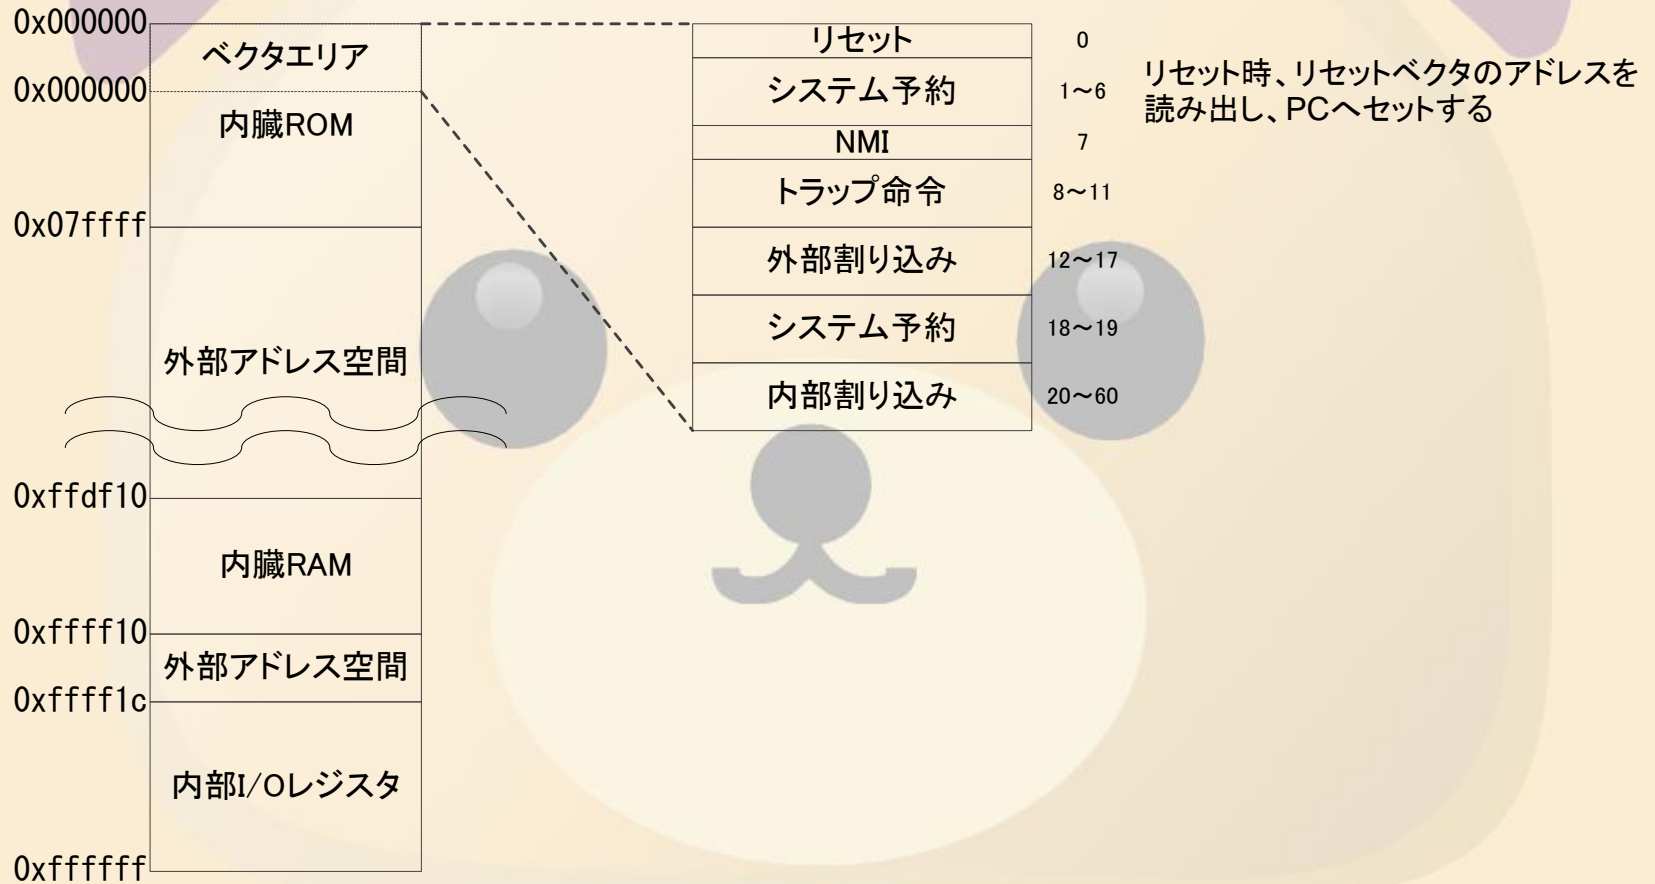 0x000000
ベクタエリア
0x000000
内臓ROM
0x07ffff
外部アドレス空間
0xffdf10
内臓RAM
0xffff10
外部アドレス空間
0xffff1c
内部I/Oレジスタ
0xffffff
リセット 0
システム予約 1～6
NMI 7
トラップ命令 8～11
外部割り込み 12～17
システム予約 18～19
内部割り込み 20～60
リセット時、リセットベクタのアドレスを
読み出し、PCへセットする